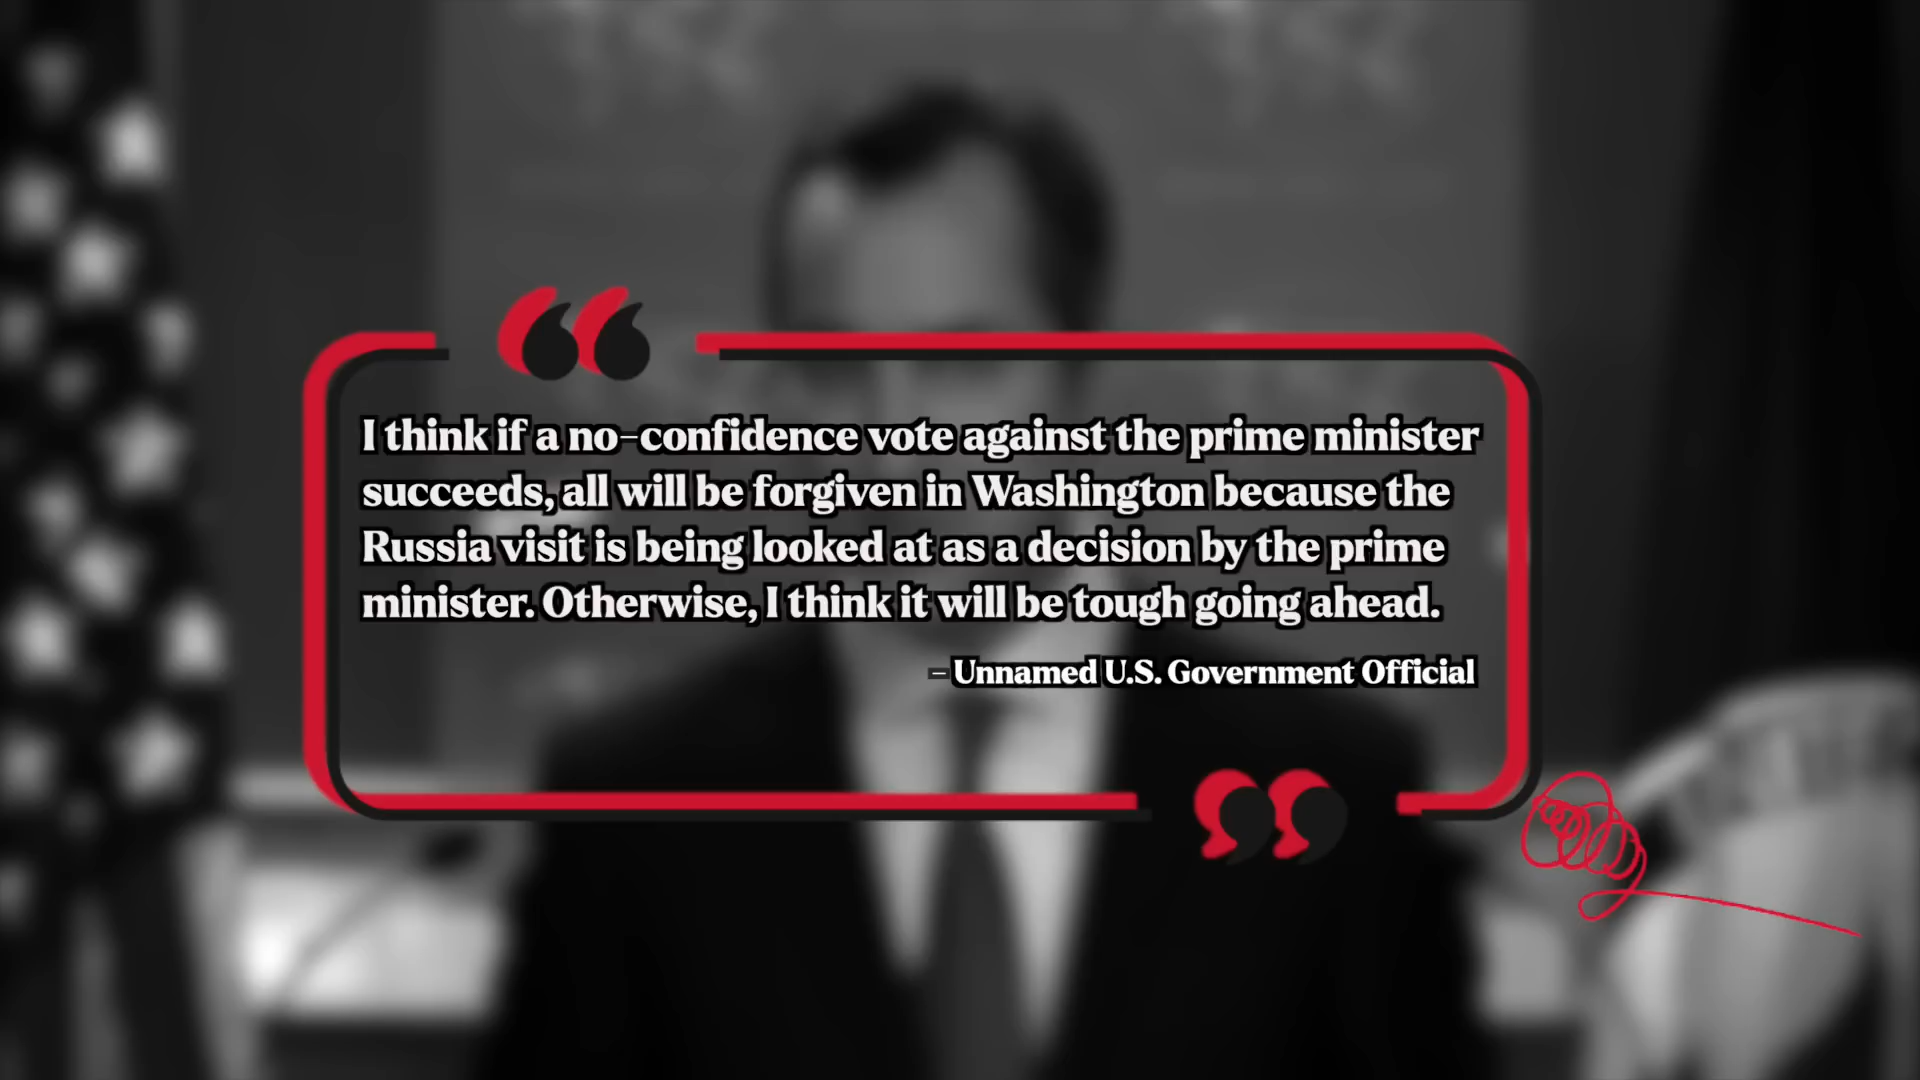 I think if a no-confidence vote against the prime minister
succeeds, all will be forgiven in Washington because the
Russia visit is being looked at as a decision by the prime
minister. Otherwise, I think it will be tough going ahead.
– Unnamed U.S. Government Official